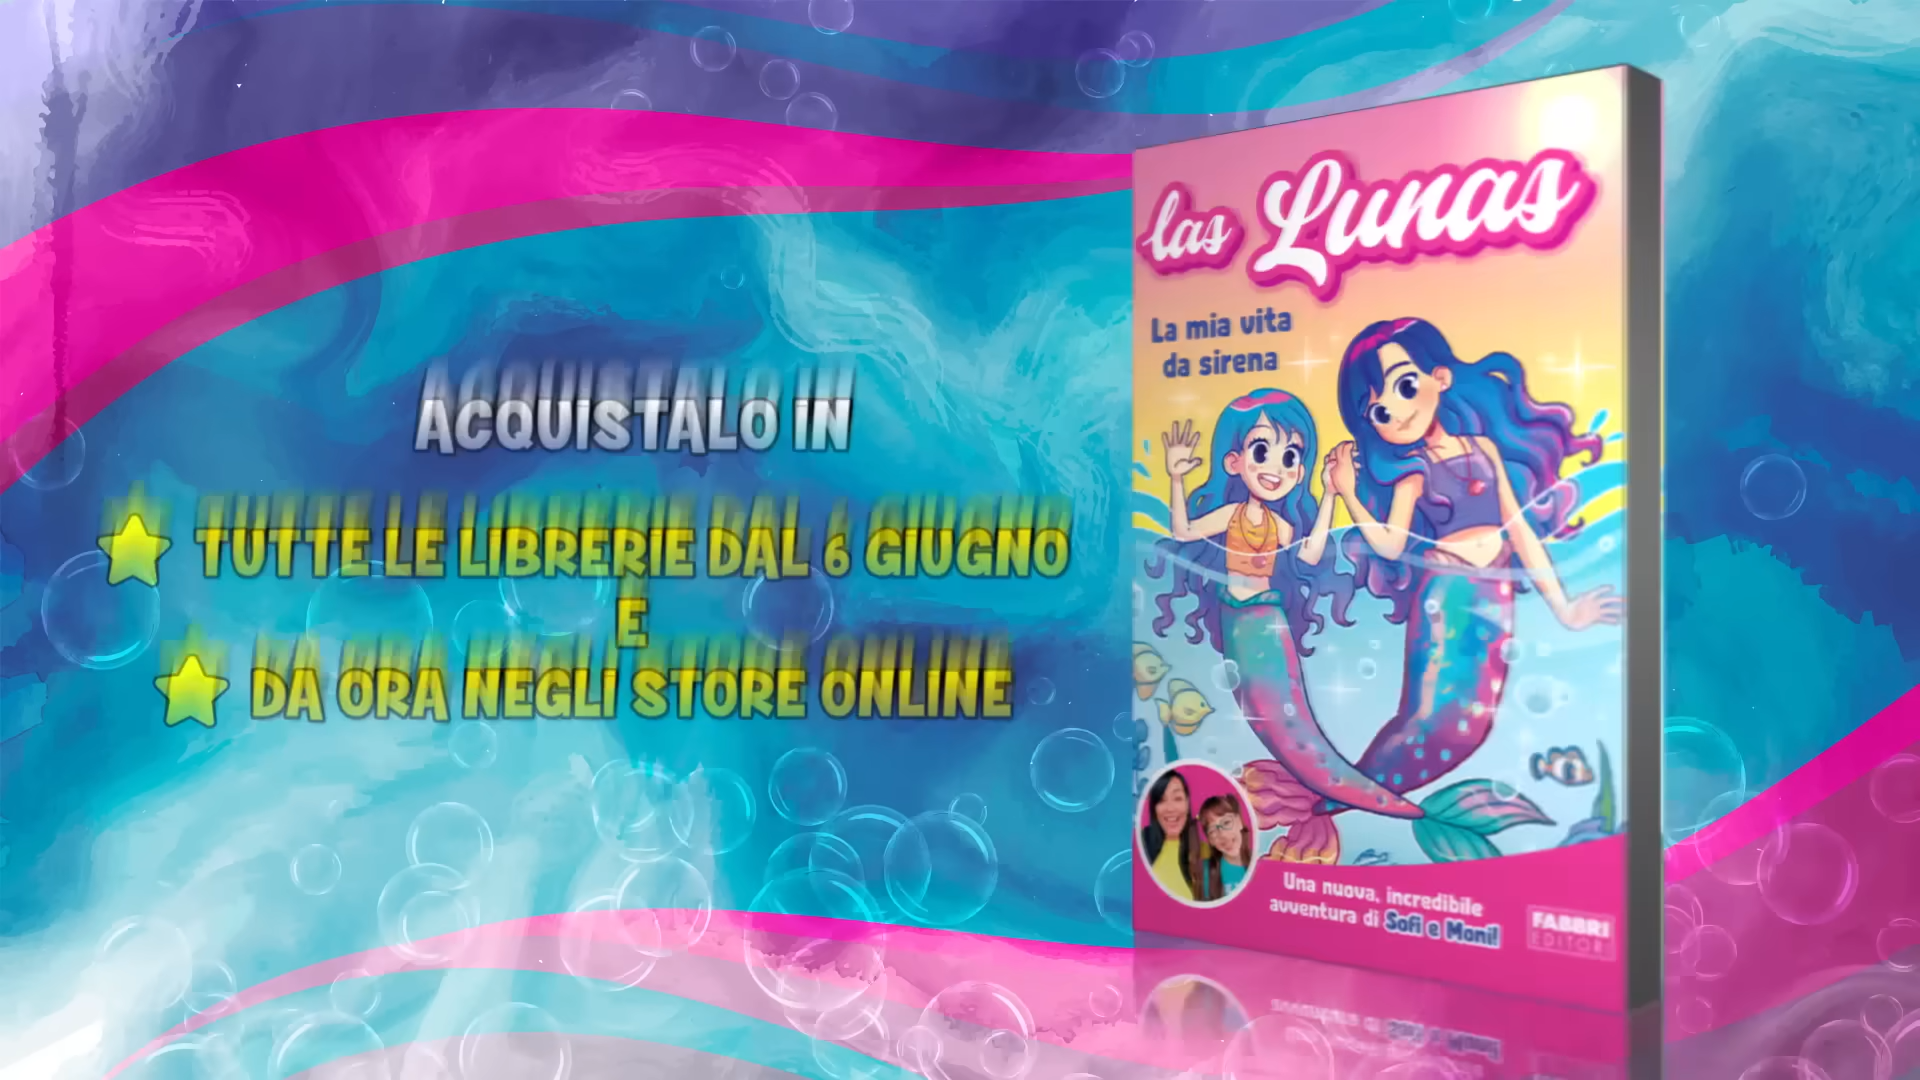 ACQUISTALO IN
TUTTE LE LIBRERIE DAL 6 GIUGNO
E
DA ORA NEGLI STORE ONLINE
las Lunas
La mia vita
da sirena
Una nuova, incredibile
avventura di Sofi e Moni!
FABBRI
EDITORI